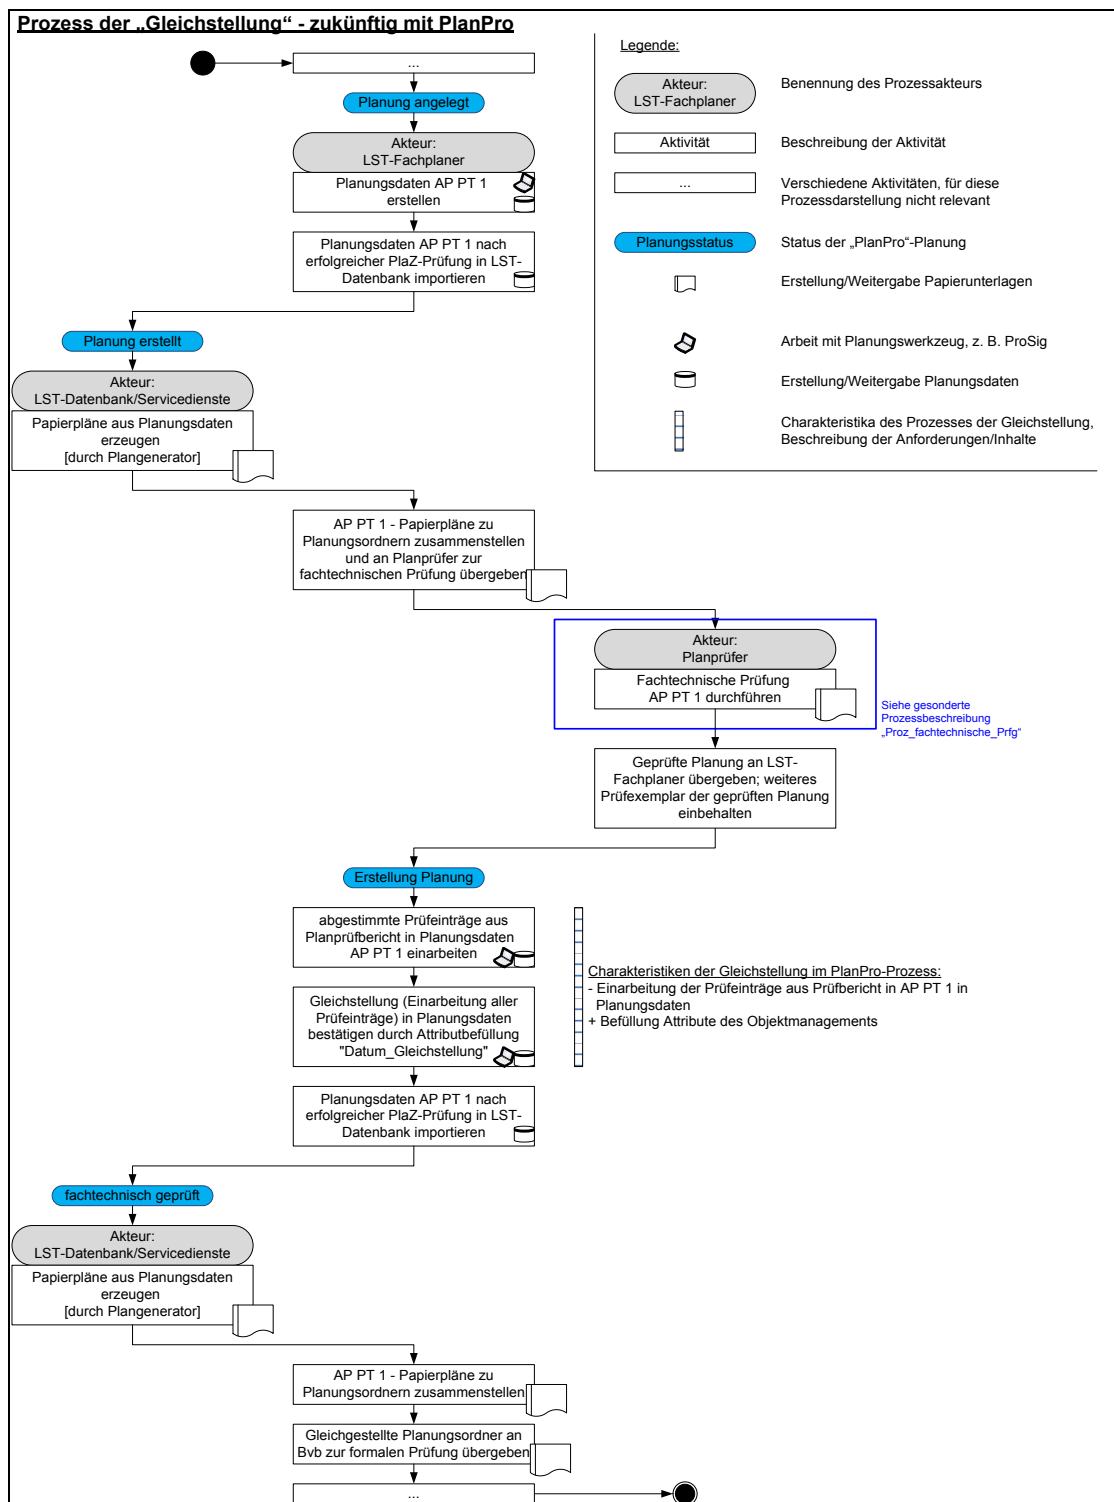 Prozess der „Gleichstellung“ - zukünftig mit PlanPro
...
Planung angelegt
Akteur:
LST-Fachplaner
Planungsdaten AP PT 1
erstellen
Planungsdaten AP PT 1 nach
erfolgreicher PlaZ-Prüfung in LST-
Datenbank importieren
Legende:
Akteur:
LST-Fachplaner
Benennung des Prozessakteurs
Aktivität
Beschreibung der Aktivität
...
Verschiedene Aktivitäten, für diese
Prozessdarstellung nicht relevant
Planungsstatus
Status der „PlanPro“-Planung
Erstellung/Weitergabe Papierunterlagen
Arbeit mit Planungswerkzeug, z. B. ProSig
Erstellung/Weitergabe Planungsdaten
Charakteristika des Prozesses der Gleichstellung,
Beschreibung der Anforderungen/Inhalte
Planung erstellt
Akteur:
LST-Datenbank/Servicedienste
Papierpläne aus Planungsdaten
erzeugen
[durch Plangenerator]
AP PT 1 - Papierpläne zu
Planungsordnern zusammenstellen
und an Planprüfer zur
fachtechnischen Prüfung übergeben
Akteur:
Planprüfer
Fachtechnische Prüfung
AP PT 1 durchführen
Siehe gesonderte
Prozessbeschreibung
„Proz_fachtechnische_Prfg“
Geprüfte Planung an LST-
Fachplaner übergeben; weiteres
Prüfexemplar der geprüften Planung
einbehalten
Erstellung Planung
abgestimmte Prüfeinträge aus
Planprüfbericht in Planungsdaten
AP PT 1 einarbeiten
Gleichstellung (Einarbeitung aller
Prüfeinträge) in Planungsdaten
bestätigen durch Attributbefüllung
"Datum_Gleichstellung"
Charakteristiken der Gleichstellung im PlanPro-Prozess:
- Einarbeitung der Prüfeinträge aus Prüfbericht in AP PT 1 in
Planungsdaten
+ Befüllung Attribute des Objektmanagements
Planungsdaten AP PT 1 nach
erfolgreicher PlaZ-Prüfung in LST-
Datenbank importieren
fachtechnisch geprüft
Akteur:
LST-Datenbank/Servicedienste
Papierpläne aus Planungsdaten
erzeugen
[durch Plangenerator]
AP PT 1 - Papierpläne zu
Planungsordnern zusammenstellen
Gleichgestellte Planungsordner an
Bvb zur formalen Prüfung übergeben
...